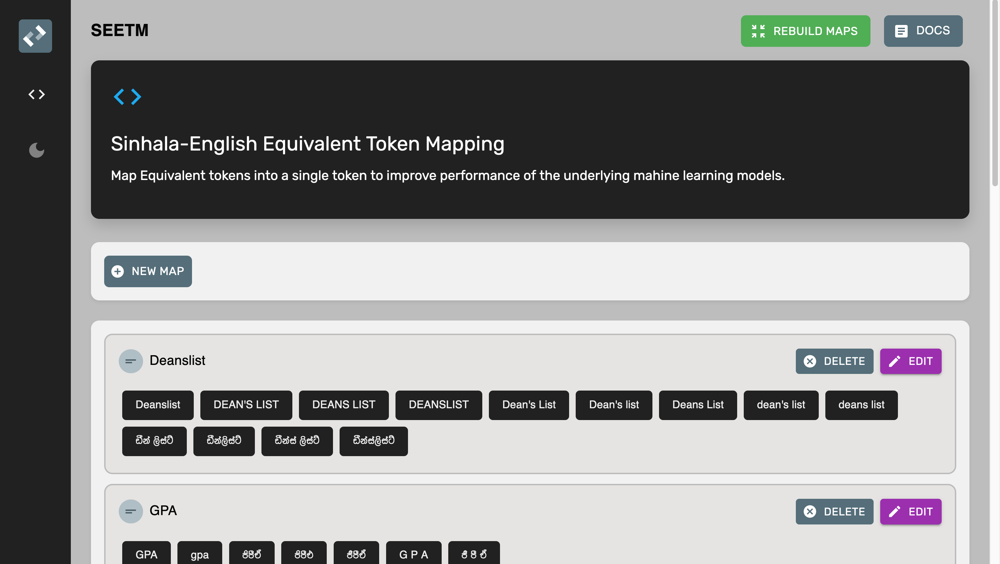 SEETM
REBUILD MAPS
DOCS
Sinhala-English Equivalent Token Mapping
Map Equivalent tokens into a single token to improve performance of the underlying mahine learning models.
NEW MAP
Deanslist
DELETE
EDIT
Deanslist DEAN'S LIST DEANS LIST DEANSLIST Dean's List Dean's list Deans List dean's list deans list
ඩීන් ලිස්ට් ඩීන්ලිස්ට් ඩීන්ස් ලිස්ට් ඩීන්ස්ලිස්ට්
GPA
DELETE
EDIT
GPA gpa ජිපීඒ ජිපීඑ ජීපීඒ G P A ජී පී ඒ